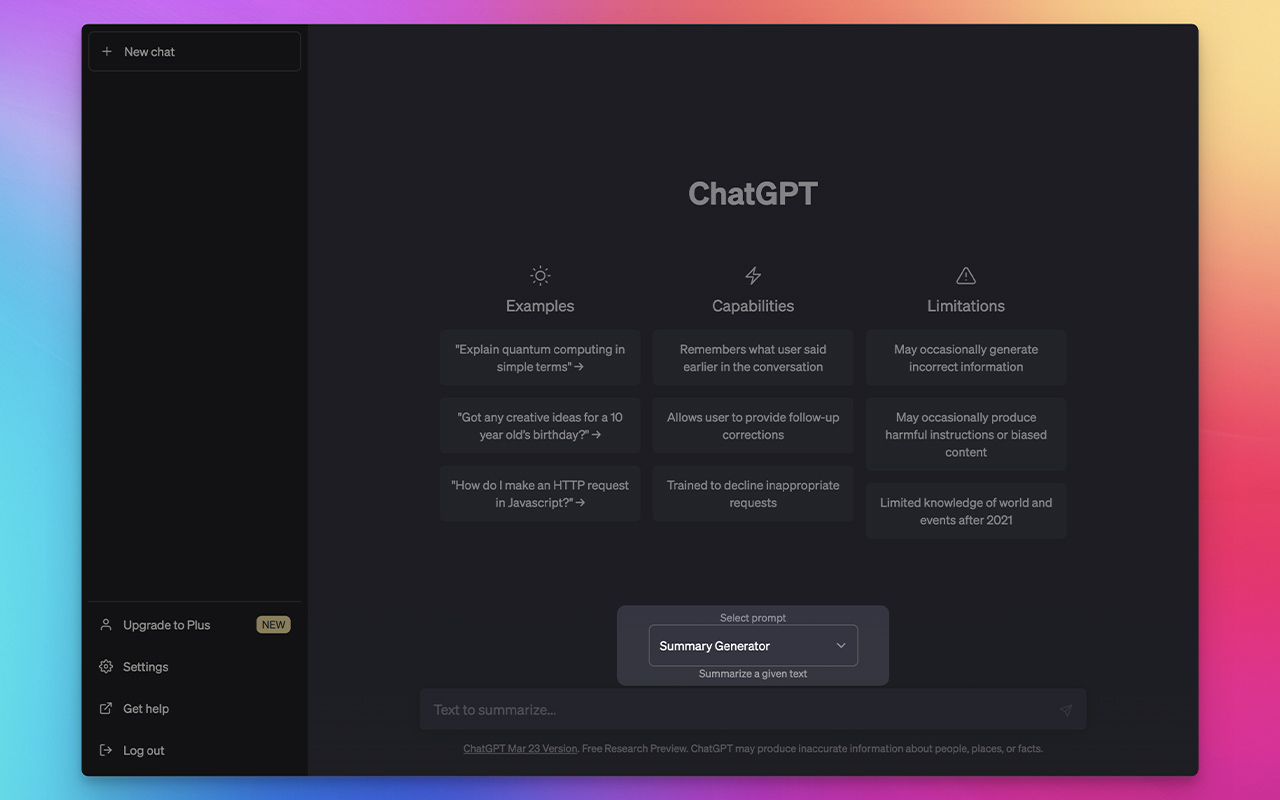 New chat
ChatGPT
Examples
"Explain quantum computing in
simple terms" →
"Got any creative ideas for a 10
year old's birthday?" →
"How do I make an HTTP request
in Javascript?" →
Capabilities
Remembers what user said
earlier in the conversation
Allows user to provide follow-up
corrections
Trained to decline inappropriate
requests
Limitations
May occasionally generate
incorrect information
May occasionally produce
harmful instructions or biased
content
Limited knowledge of world and
events after 2021
Upgrade to Plus NEW
Settings
Get help
Log out
Select prompt
Summary Generator
Summarize a given text
Text to summarize...
ChatGPT Mar 23 Version. Free Research Preview. ChatGPT may produce inaccurate information about people, places, or facts.